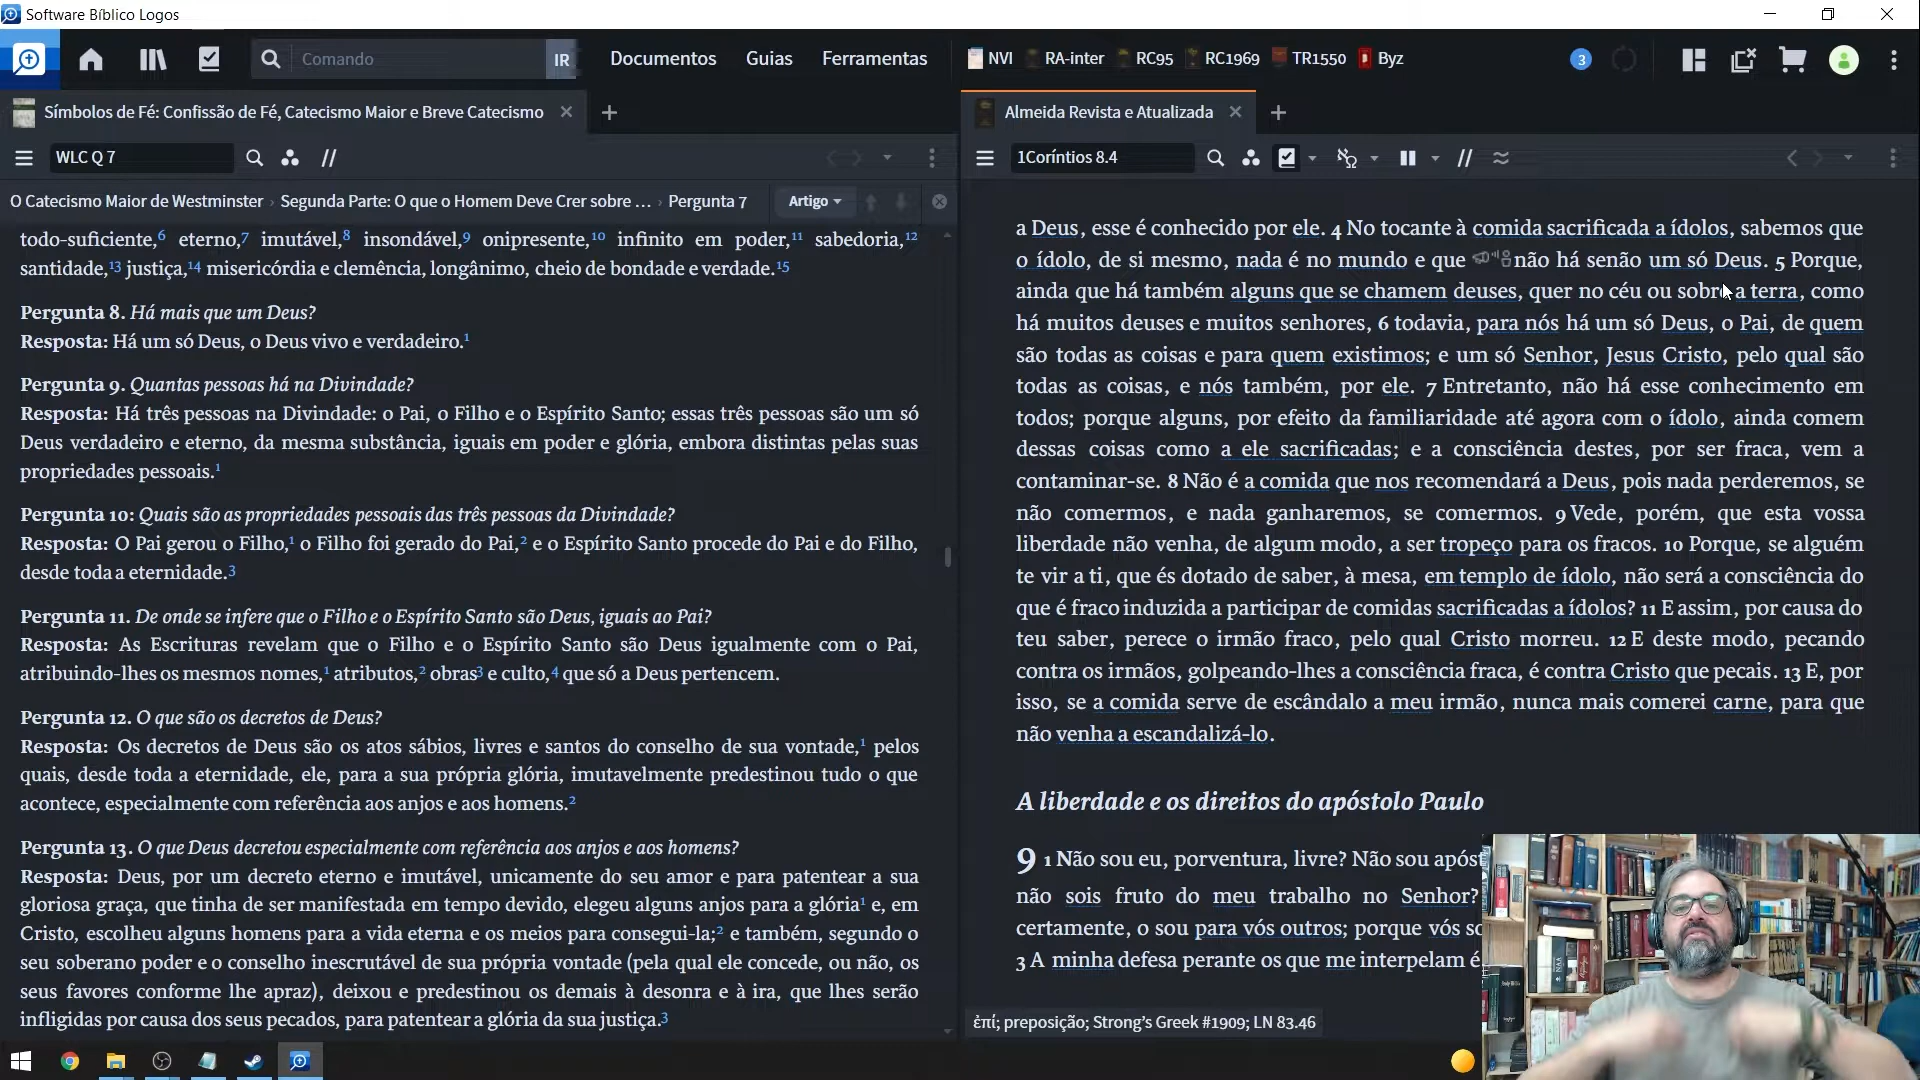 Software Bíblico Logos
Comando
IR
Documentos
Guias
Ferramentas
NVI
RA-inter
RC95
RC1969
TR1550
Byz
3
Símbolos de Fé: Confissão de Fé, Catecismo Maior e Breve Catecismo
WLC Q 7
O Catecismo Maior de Westminster › Segunda Parte: O que o Homem Deve Crer sobre ... › Pergunta 7
Artigo
todo-suficiente,⁶ eterno,⁷ imutável,⁸ insondável,⁹ onipresente,¹⁰ infinito em poder,¹¹ sabedoria,¹²
santidade,¹³ justiça,¹⁴ misericórdia e clemência, longânimo, cheio de bondade e verdade.¹⁵
Pergunta 8. Há mais que um Deus?
Resposta: Há um só Deus, o Deus vivo e verdadeiro.¹
Pergunta 9. Quantas pessoas há na Divindade?
Resposta: Há três pessoas na Divindade: o Pai, o Filho e o Espírito Santo; essas três pessoas são um só
Deus verdadeiro e eterno, da mesma substância, iguais em poder e glória, embora distintas pelas suas
propriedades pessoais.¹
Pergunta 10: Quais são as propriedades pessoais das três pessoas da Divindade?
Resposta: O Pai gerou o Filho,¹ o Filho foi gerado do Pai,² e o Espírito Santo procede do Pai e do Filho,
desde toda a eternidade.³
Pergunta 11. De onde se infere que o Filho e o Espírito Santo são Deus, iguais ao Pai?
Resposta: As Escrituras revelam que o Filho e o Espírito Santo são Deus igualmente com o Pai,
atribuindo-lhes os mesmos nomes,¹ atributos,² obras³ e culto,⁴ que só a Deus pertencem.
Pergunta 12. O que são os decretos de Deus?
Resposta: Os decretos de Deus são os atos sábios, livres e santos do conselho de sua vontade,¹ pelos
quais, desde toda a eternidade, ele, para a sua própria glória, imutavelmente predestinou tudo o que
acontece, especialmente com referência aos anjos e aos homens.²
Pergunta 13. O que Deus decretou especialmente com referência aos anjos e aos homens?
Resposta: Deus, por um decreto eterno e imutável, unicamente do seu amor e para patentear a sua
gloriosa graça, que tinha de ser manifestada em tempo devido, elegeu alguns anjos para a glória¹ e, em
Cristo, escolheu alguns homens para a vida eterna e os meios para consegui-la;² e também, segundo o
seu soberano poder e o conselho inescrutável de sua própria vontade (pela qual ele concede, ou não, os
seus favores conforme lhe apraz), deixou e predestinou os demais à desonra e à ira, que lhes serão
infligidas por causa dos seus pecados, para patentear a glória da sua justiça.³
Almeida Revista e Atualizada
1Coríntios 8.4
a Deus, esse é conhecido por ele. 4 No tocante à comida sacrificada a ídolos, sabemos que
o ídolo, de si mesmo, nada é no mundo e que não há senão um só Deus. 5 Porque,
ainda que há também alguns que se chamem deuses, quer no céu ou sobre a terra, como
há muitos deuses e muitos senhores, 6 todavia, para nós há um só Deus, o Pai, de quem
são todas as coisas e para quem existimos; e um só Senhor, Jesus Cristo, pelo qual são
todas as coisas, e nós também, por ele. 7 Entretanto, não há esse conhecimento em
todos; porque alguns, por efeito da familiaridade até agora com o ídolo, ainda comem
dessas coisas como a ele sacrificadas; e a consciência destes, por ser fraca, vem a
contaminar-se. 8 Não é a comida que nos recomendará a Deus, pois nada perderemos, se
não comermos, e nada ganharemos, se comermos. 9 Vede, porém, que esta vossa
liberdade não venha, de algum modo, a ser tropeço para os fracos. 10 Porque, se alguém
te vir a ti, que és dotado de saber, à mesa, em templo de ídolo, não será a consciência do
que é fraco induzida a participar de comidas sacrificadas a ídolos? 11 E assim, por causa do
teu saber, perece o irmão fraco, pelo qual Cristo morreu. 12 E deste modo, pecando
contra os irmãos, golpeando-lhes a consciência fraca, é contra Cristo que pecais. 13 E, por
isso, se a comida serve de escândalo a meu irmão, nunca mais comerei carne, para que
não venha a escandalizá-lo.
A liberdade e os direitos do apóstolo Paulo
9 1 Não sou eu, porventura, livre? Não sou apóst
não sois fruto do meu trabalho no Senhor?
certamente, o sou para vós outros; porque vós so
3 A minha defesa perante os que me interpelam é
ἐπί; preposição; Strong's Greek #1909; LN 83.46